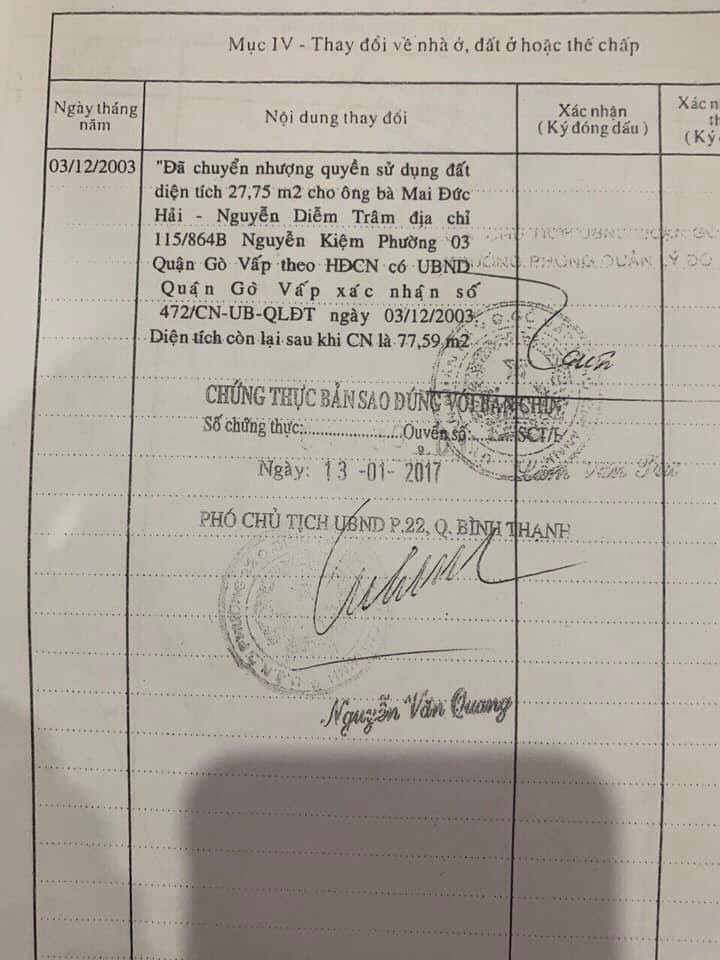 Mục IV - Thay đổi về nhà ở, đất ở hoặc thế chấp
Ngày tháng năm
Nội dung thay đổi
Xác nhận
( Ký đóng dấu )
Xác
(Ký
03/12/2003
"Đã chuyển nhượng quyền sử dụng đất
diện tích 27,75 m2 cho ông bà Mai Đức
Hải - Nguyễn Diễm Trâm địa chỉ
115/864B Nguyễn Kiệm Phường 03
Quận Gò Vấp theo HĐCN có UBND
Quận Gò Vấp xác nhận số
472/CN-UB-QLĐT ngày 03/12/2003
Diện tích còn lại sau khi CN là 77,59 m2
PHÒNG QUẢN LÝ ĐÔ
CHỨNG THỰC BẢN SAO ĐÚNG VỚI BẢN CHÍNH
Số chứng thực:............Quyển số:......SCT/
Ngày: 13 -01- 2017
PHÓ CHỦ TỊCH UBND P.22, Q. BÌNH THẠNH
Nguyễn Văn Quang